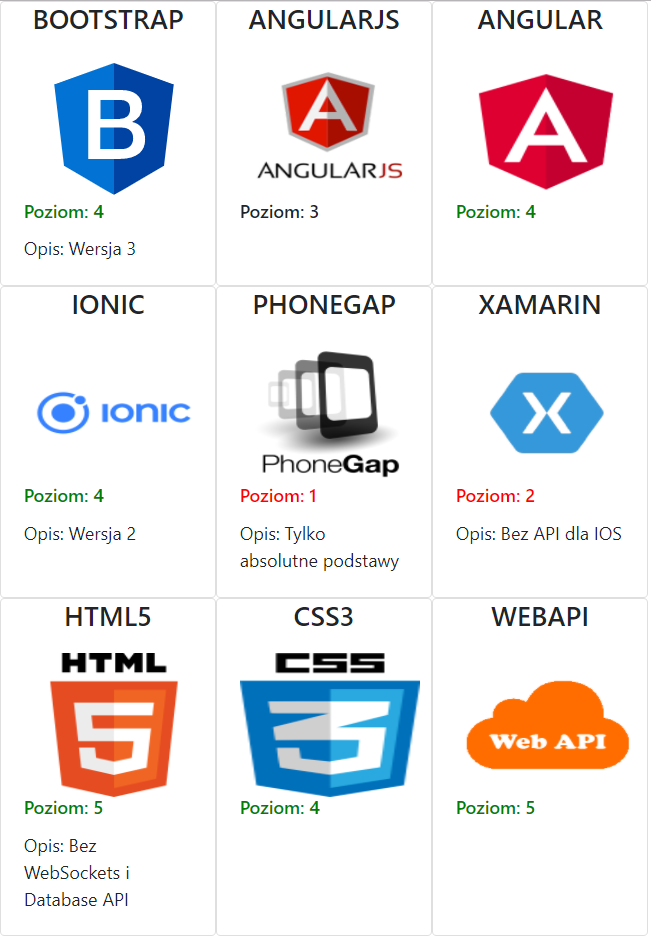 BOOTSTRAP
ANGULARJS
ANGULAR
B
A
ANGULARJS
A
Poziom: 4
Poziom: 3
Poziom: 4
Opis: Wersja 3
IONIC
PHONEGAP
XAMARIN
ionic
X
PhoneGap
Poziom: 4
Poziom: 1
Poziom: 2
Opis: Wersja 2
Opis: Tylko
absolutne podstawy
Opis: Bez API dla IOS
HTML5
CSS3
WEBAPI
HTML
5
CSS
3
Web API
Poziom: 5
Poziom: 4
Poziom: 5
Opis: Bez
WebSockets i
Database API